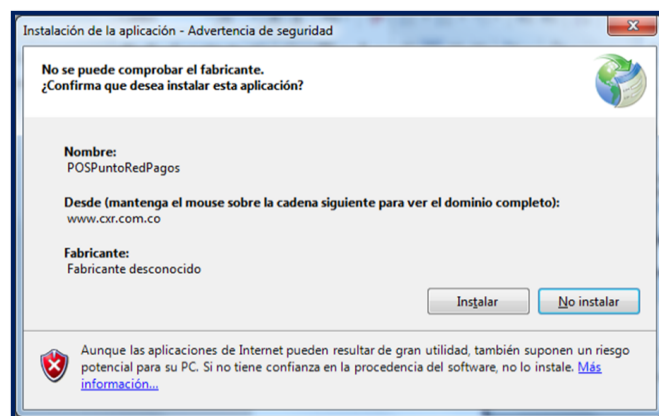 Instalación de la aplicación - Advertencia de seguridad
No se puede comprobar el fabricante.
¿Confirma que desea instalar esta aplicación?
Nombre:
POSPuntoRedPagos
Desde (mantenga el mouse sobre la cadena siguiente para ver el dominio completo):
www.cxr.com.co
Fabricante:
Fabricante desconocido
Instalar
No instalar
Aunque las aplicaciones de Internet pueden resultar de gran utilidad, también suponen un riesgo
potencial para su PC. Si no tiene confianza en la procedencia del software, no lo instale. Más
información...